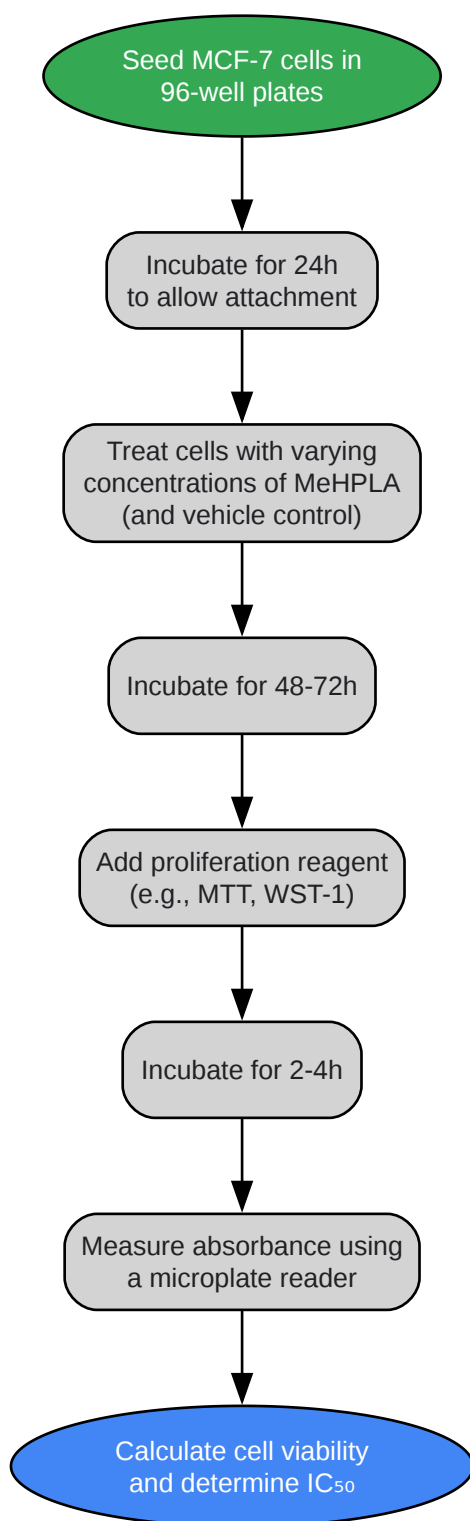 Seed MCF-7 cells in
96-well plates
Incubate for 24h
to allow attachment
Treat cells with varying
concentrations of MeHPLA
(and vehicle control)
Incubate for 48-72h
Add proliferation reagent
(e.g., MTT, WST-1)
Incubate for 2-4h
Measure absorbance using
a microplate reader
Calculate cell viability
and determine IC₅₀